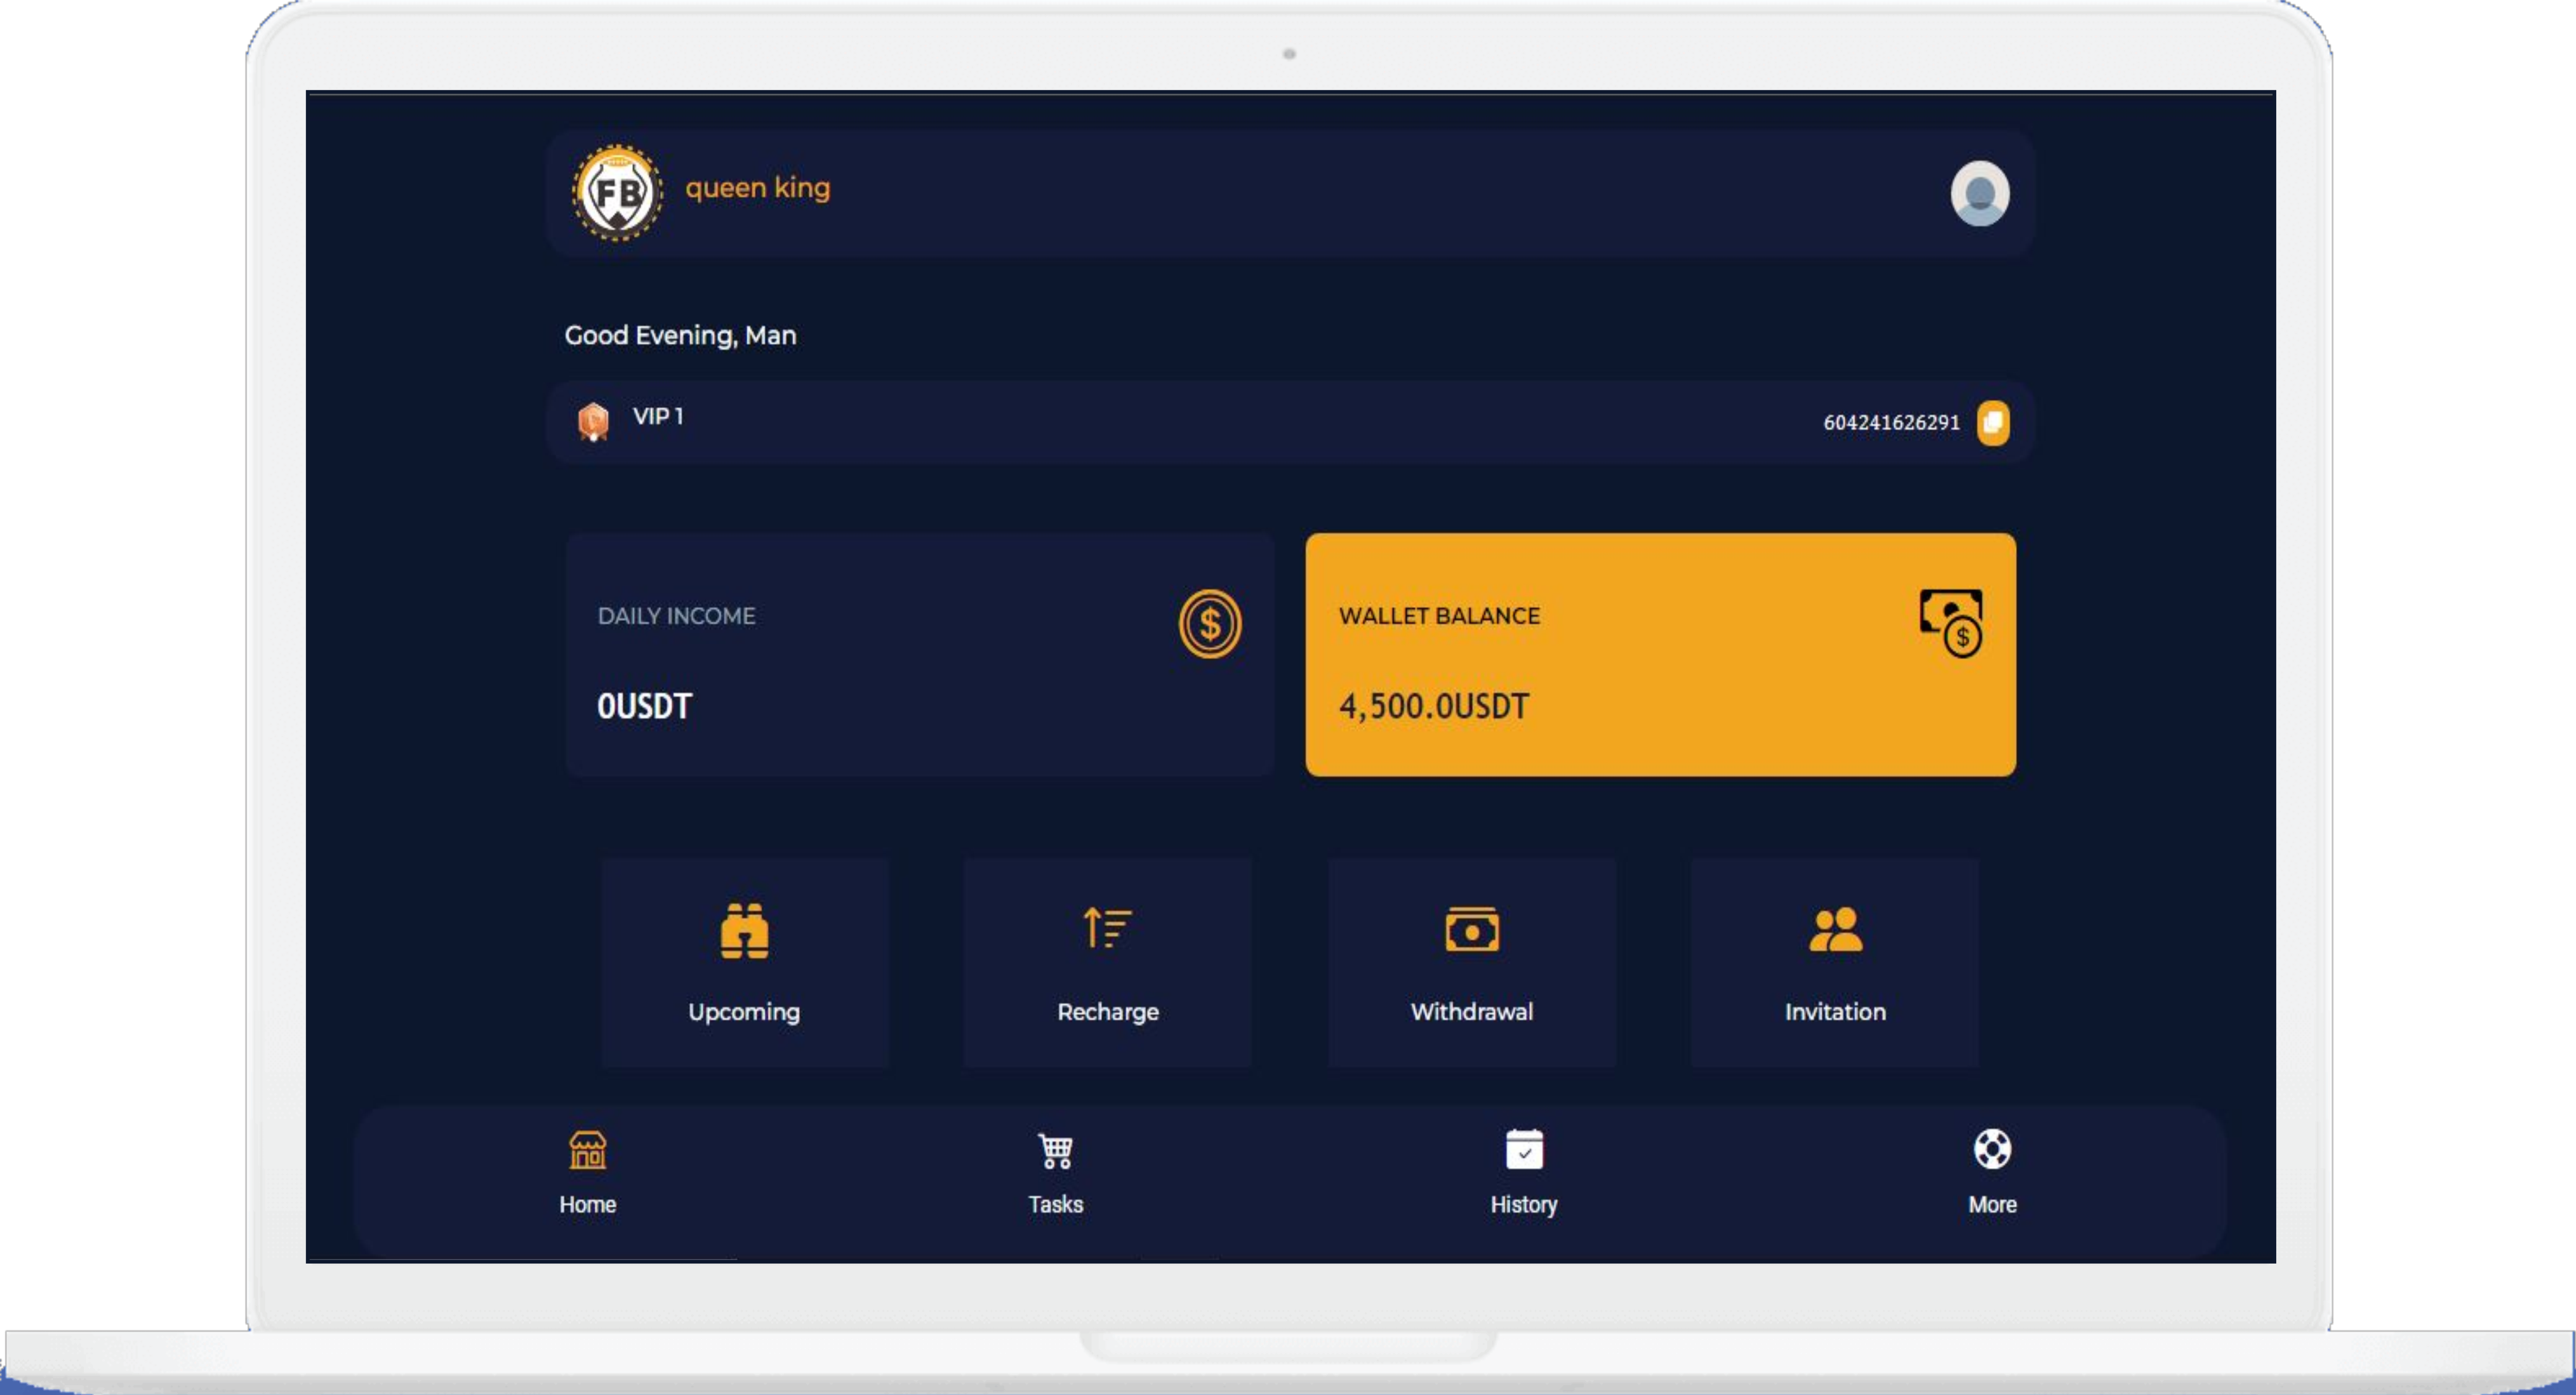 FB
queen king
Good Evening, Man
VIP 1
604241626291
DAILY INCOME
0USDT
WALLET BALANCE
4,500.0USDT
Upcoming
Recharge
Withdrawal
Invitation
Home
Tasks
History
More